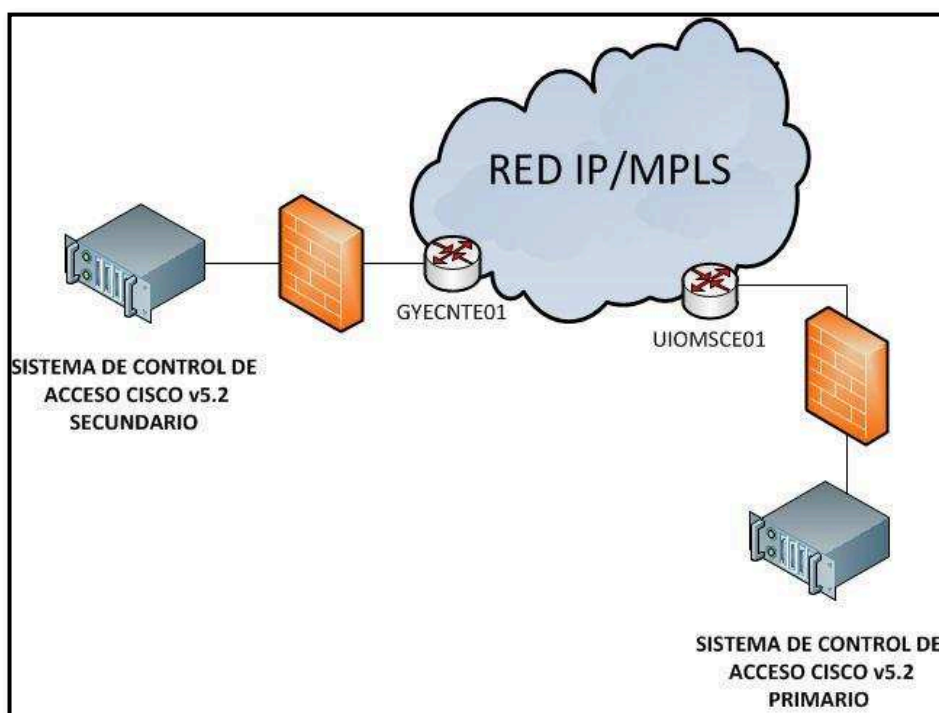 RED IP/MPLS
GYECNTE01
UIOMSCE01
SISTEMA DE CONTROL DE
ACCESO CISCO v5.2
SECUNDARIO
SISTEMA DE CONTROL DE
ACCESO CISCO v5.2
PRIMARIO